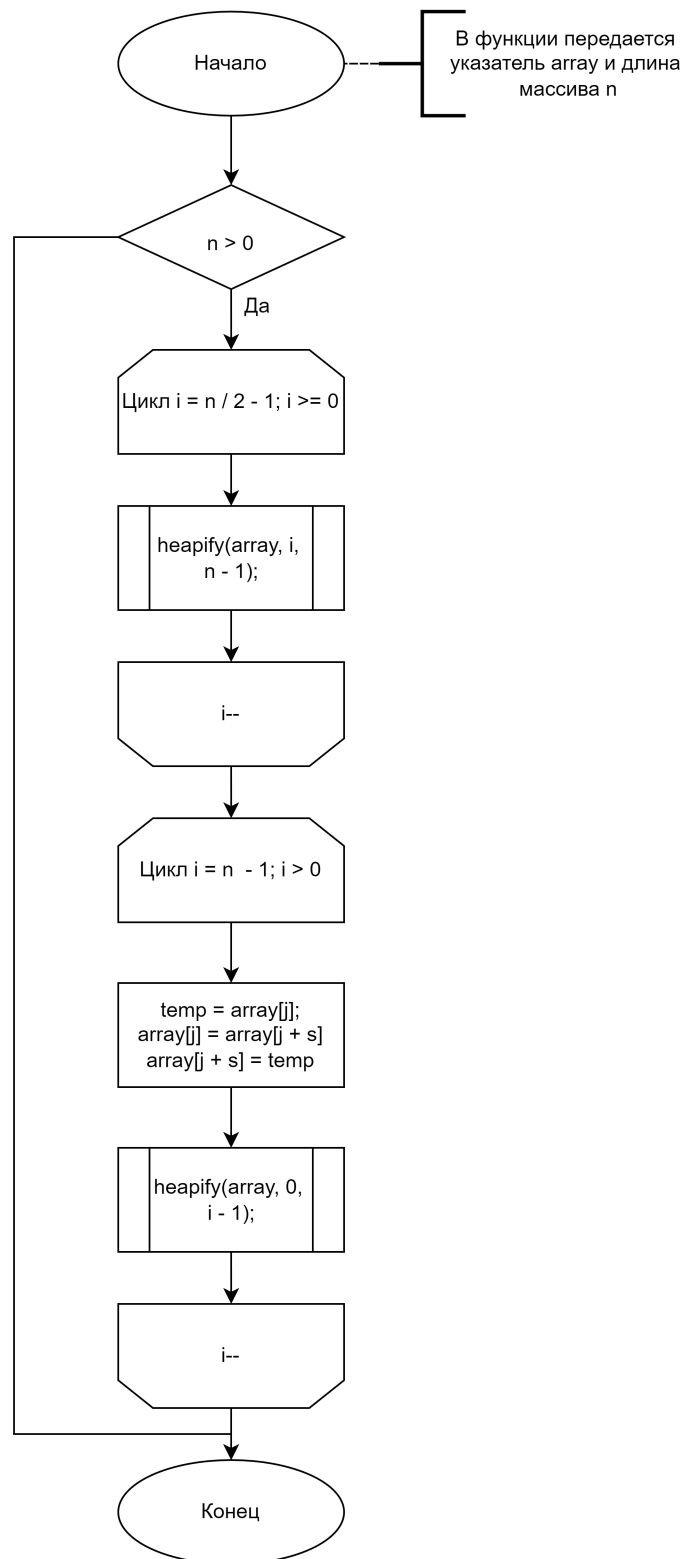 Начало
В функции передается
указатель array и длина
массива n
n > 0
Да
Цикл i = n / 2 - 1; i >= 0
heapify(array, i,
n - 1);
i--
Цикл i = n  - 1; i > 0
temp = array[j];
array[j] = array[j + s]
array[j + s] = temp
heapify(array, 0,
i - 1);
i--
Конец